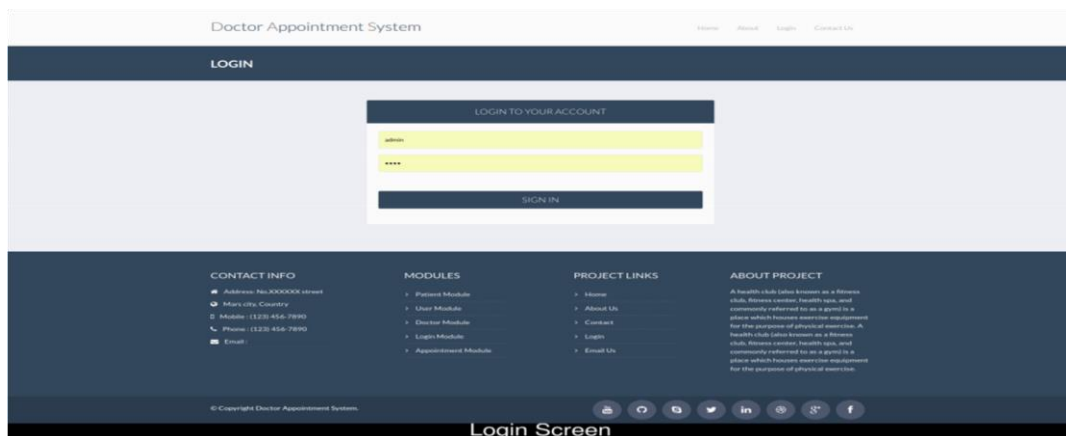 Doctor Appointment System
Home About Login Contact Us
LOGIN
LOGIN TO YOUR ACCOUNT
admin
••••
SIGN IN
CONTACT INFO
Address: No.XXXXXX street
Mars city, Country
Mobile : (123) 456-7890
Phone : (123) 456-7890
Email :
MODULES
> Patient Module
> User Module
> Doctor Module
> Login Module
> Appointment Module
PROJECT LINKS
> Home
> About Us
> Contact
> Login
> Email Us
ABOUT PROJECT
A health club (also known as a fitness
club, fitness center, health spa, and
commonly referred to as a gym) is a
place which houses exercise equipment
for the purpose of physical exercise. A
health club (also known as a fitness
club, fitness center, health spa, and
commonly referred to as a gym) is a
place which houses exercise equipment
for the purpose of physical exercise.
© Copyright Doctor Appointment System.
Login Screen